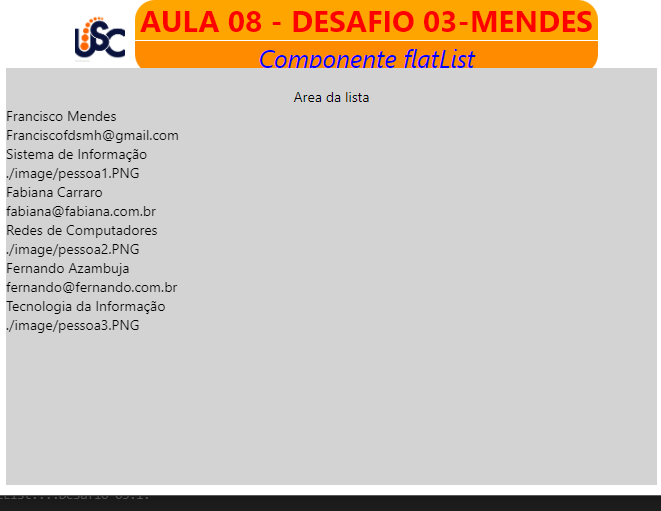 USC
AULA 08 - DESAFIO 03-MENDES
Componente flatList
Area da lista
Francisco Mendes
Franciscofdsmh@gmail.com
Sistema de Informação
./image/pessoa1.PNG
Fabiana Carraro
fabiana@fabiana.com.br
Redes de Computadores
./image/pessoa2.PNG
Fernando Azambuja
fernando@fernando.com.br
Tecnologia da Informação
./image/pessoa3.PNG